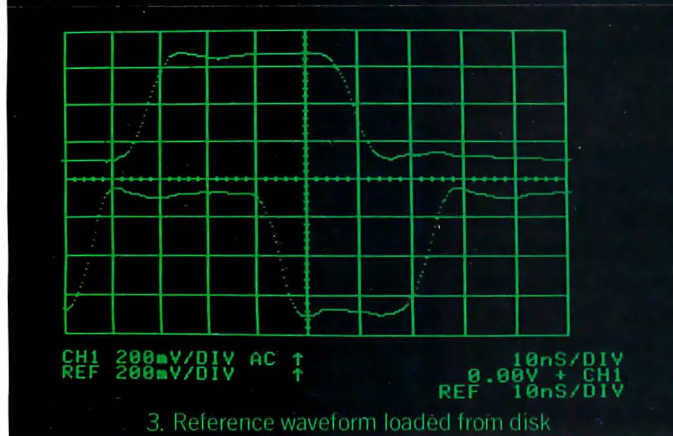 CH1 200mV/DIV AC ↑ 10nS/DIV
REF 200mV/DIV ↑ 0.00V + CH1
REF 10nS/DIV
3. Reference waveform loaded from disk